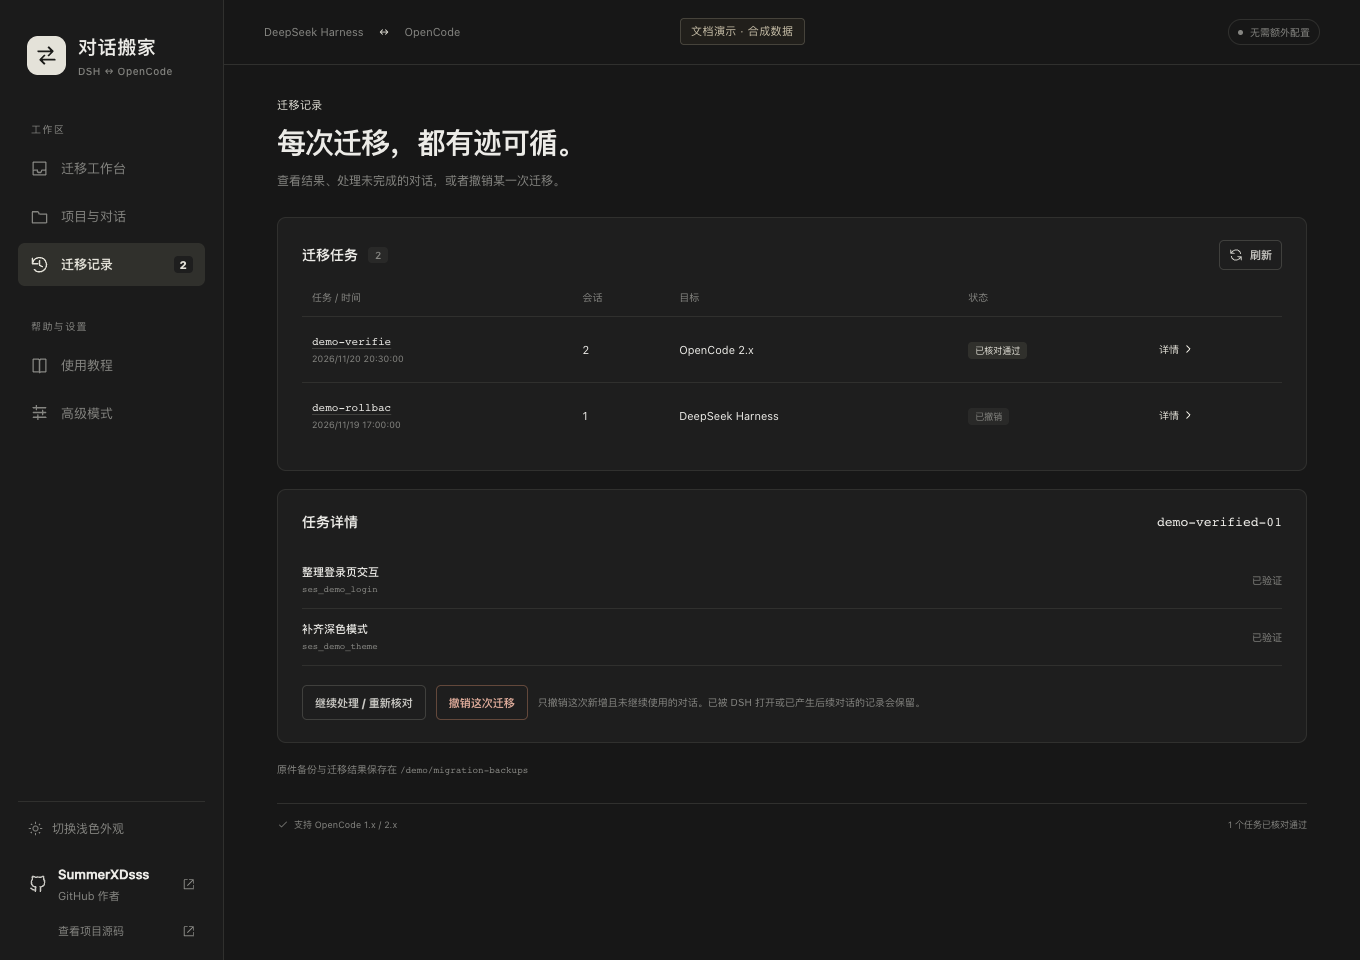 对话搬家
DSH ↔ OpenCode
工作区
迁移工作台
项目与对话
迁移记录 2
帮助与设置
使用教程
高级模式
切换浅色外观
SummerXDsss
GitHub 作者
查看项目源码
DeepSeek Harness ↔ OpenCode
文档演示 · 合成数据
无需额外配置
迁移记录
每次迁移，都有迹可循。
查看结果、处理未完成的对话，或者撤销某一次迁移。
迁移任务 2
刷新
任务 / 时间 会话 目标 状态
demo-verifie
2026/11/20 20:30:00
2 OpenCode 2.x 已核对通过 详情
demo-rollbac
2026/11/19 17:00:00
1 DeepSeek Harness 已撤销 详情
任务详情 demo-verified-01
整理登录页交互
ses_demo_login
已验证
补齐深色模式
ses_demo_theme
已验证
继续处理 / 重新核对 撤销这次迁移 只撤销这次新增且未继续使用的对话。已被 DSH 打开或已产生后续对话的记录会保留。
原件备份与迁移结果保存在 /demo/migration-backups
支持 OpenCode 1.x / 2.x
1 个任务已核对通过